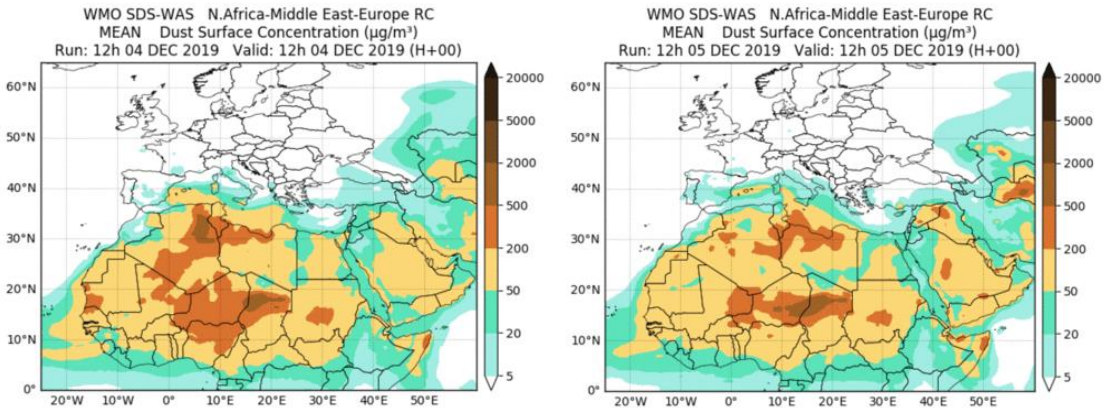 WMO SDS-WAS N.Africa-Middle East-Europe RC
MEAN Dust Surface Concentration (µg/m³)
Run: 12h 04 DEC 2019 Valid: 12h 04 DEC 2019 (H+00)
60°N
50°N
40°N
30°N
20°N
10°N
0°
20°W
10°W
0°
10°E
20°E
30°E
40°E
50°E
20000
5000
2000
500
200
50
20
5
WMO SDS-WAS N.Africa-Middle East-Europe RC
MEAN Dust Surface Concentration (µg/m³)
Run: 12h 05 DEC 2019 Valid: 12h 05 DEC 2019 (H+00)
60°N
50°N
40°N
30°N
20°N
10°N
0°
20°W
10°W
0°
10°E
20°E
30°E
40°E
50°E
20000
5000
2000
500
200
50
20
5